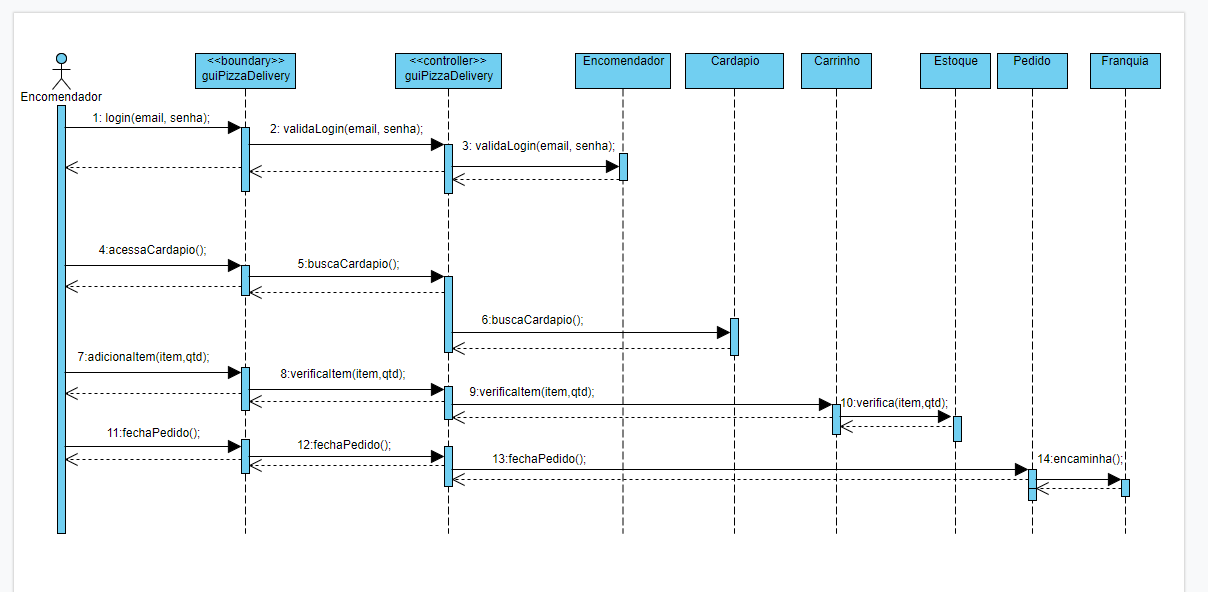 <<boundary>>
guiPizzaDelivery
<<controller>>
guiPizzaDelivery
Encomendador
Cardapio
Carrinho
Estoque
Pedido
Franquia
Encomendador
1: login(email, senha);
2: validaLogin(email, senha);
3: validaLogin(email, senha);
4:acessaCardapio();
5:buscaCardapio();
6:buscaCardapio();
7:adicionaItem(item,qtd);
8:verificaItem(item,qtd);
9:verificaItem(item,qtd);
10:verifica(item,qtd);
11:fechaPedido();
12:fechaPedido();
13:fechaPedido();
14:encaminha();